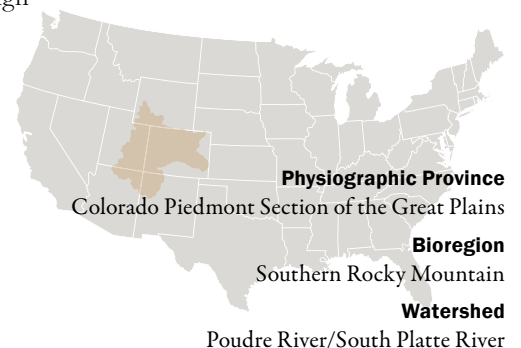 Physiographic Province
Colorado Piedmont Section of the Great Plains
Bioregion
Southern Rocky Mountain
Watershed
Poudre River/South Platte River